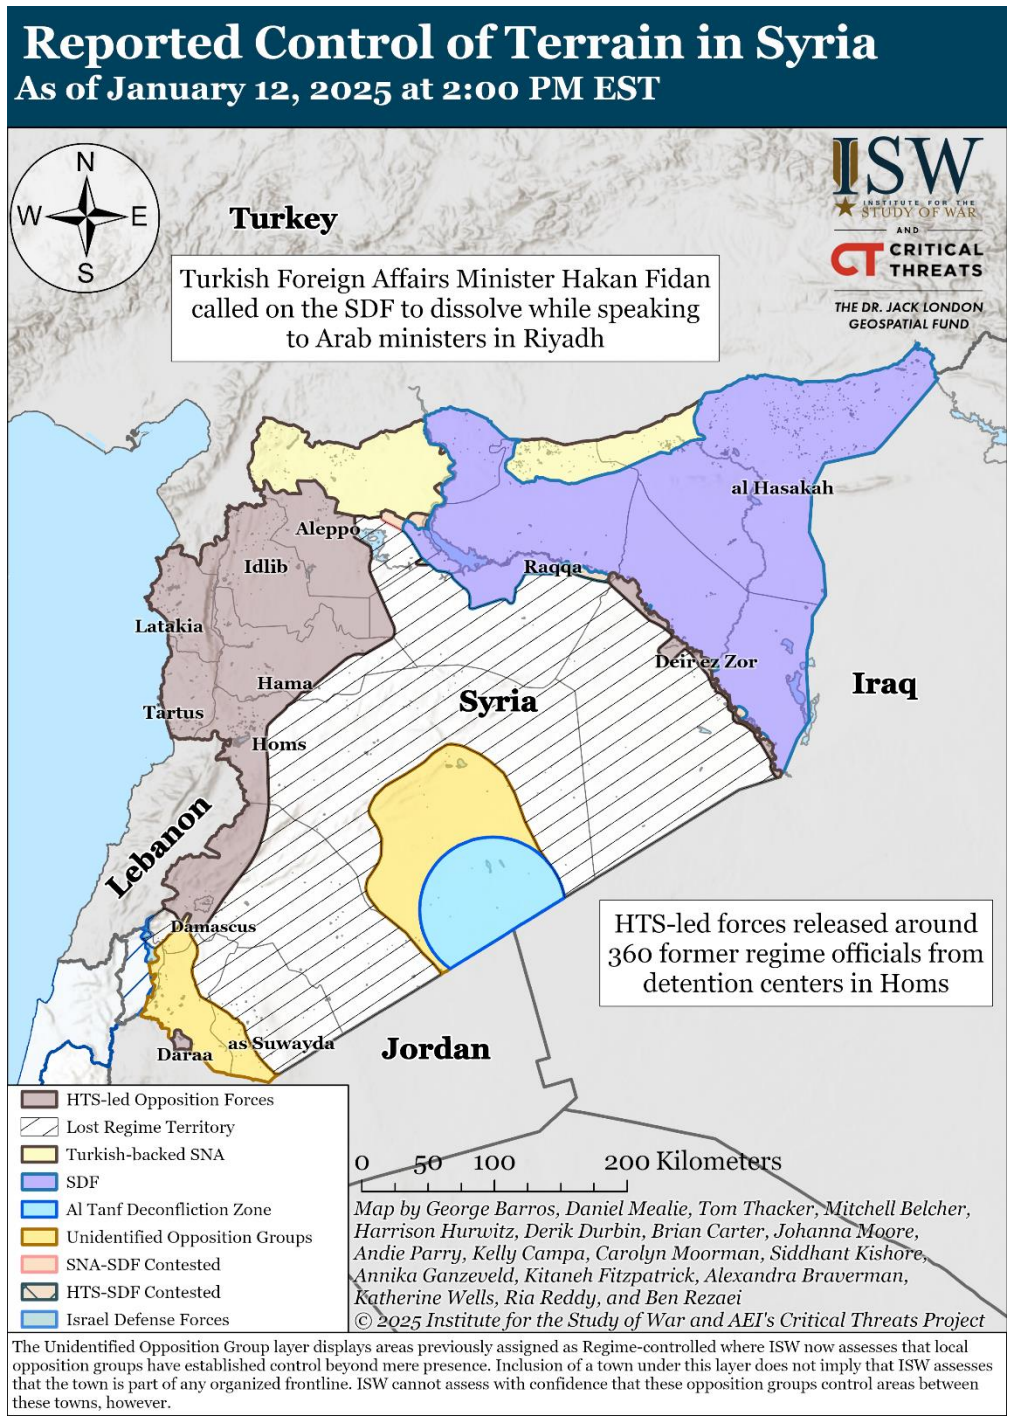 Reported Control of Terrain in Syria
As of January 12, 2025 at 2:00 PM EST
N
W
E
S
ISW
INSTITUTE FOR THE
STUDY OF WAR
AND
CT CRITICAL
THREATS
THE DR. JACK LONDON
GEOSPATIAL FUND
Turkey
Turkish Foreign Affairs Minister Hakan Fidan
called on the SDF to dissolve while speaking
to Arab ministers in Riyadh
al Hasakah
Aleppo
Idlib
Raqqa
Latakia
Deir ez Zor
Hama
Iraq
Syria
Tartus
Homs
Lebanon
Damascus
HTS-led forces released around
360 former regime officials from
detention centers in Homs
as Suwayda
Daraa
Jordan
HTS-led Opposition Forces
Lost Regime Territory
Turkish-backed SNA
SDF
Al Tanf Deconfliction Zone
Unidentified Opposition Groups
SNA-SDF Contested
HTS-SDF Contested
Israel Defense Forces
0 50 100 200 Kilometers
Map by George Barros, Daniel Mealie, Tom Thacker, Mitchell Belcher,
Harrison Hurwitz, Derik Durbin, Brian Carter, Johanna Moore,
Andie Parry, Kelly Campa, Carolyn Moorman, Siddhant Kishore,
Annika Ganzeveld, Kitaneh Fitzpatrick, Alexandra Braverman,
Katherine Wells, Ria Reddy, and Ben Rezaei
© 2025 Institute for the Study of War and AEI's Critical Threats Project
The Unidentified Opposition Group layer displays areas previously assigned as Regime-controlled where ISW now assesses that local
opposition groups have established control beyond mere presence. Inclusion of a town under this layer does not imply that ISW assesses
that the town is part of any organized frontline. ISW cannot assess with confidence that these opposition groups control areas between
these towns, however.